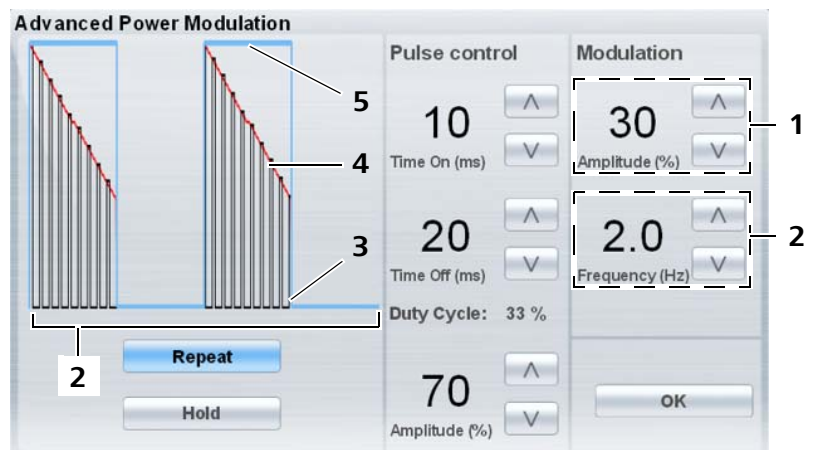 Advanced Power Modulation
Pulse control
Modulation
5
4
3
2
Repeat
Hold
10
Time On (ms)
20
Time Off (ms)
Duty Cycle: 33 %
70
Amplitude (%)
30
Amplitude (%)
1
2.0
Frequency (Hz)
2
OK